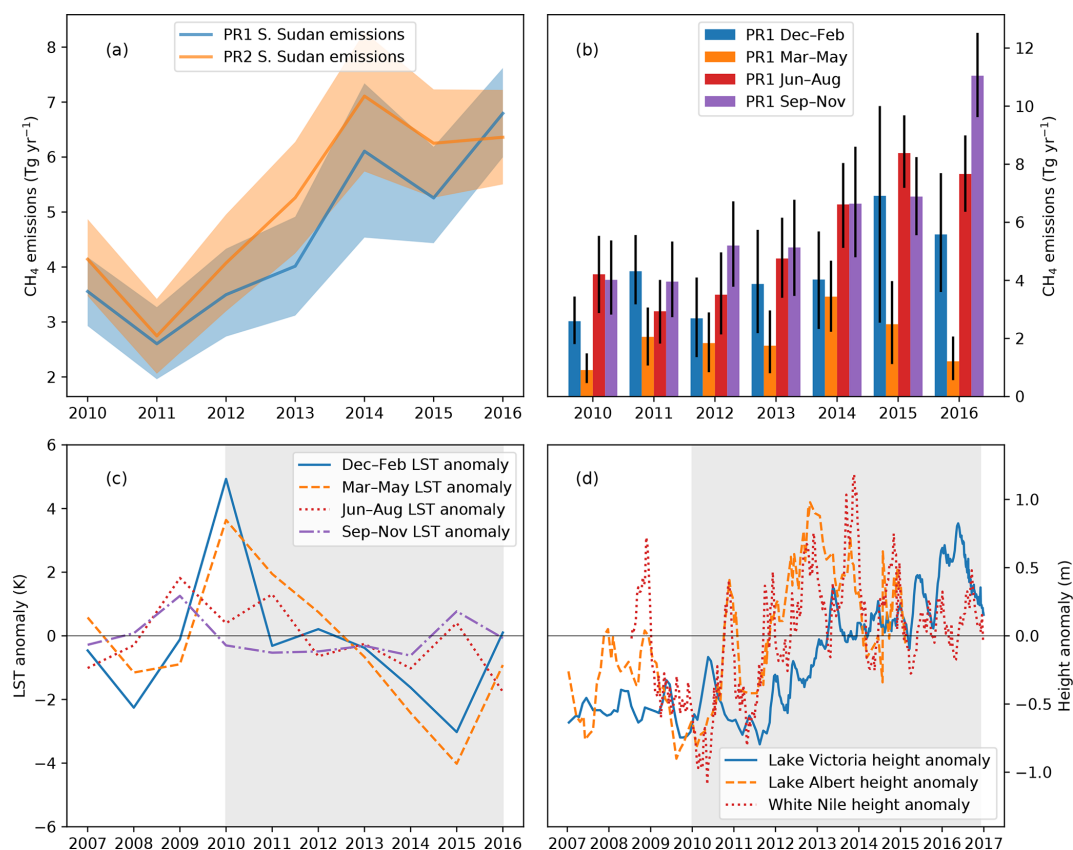 (a)
PR1 S. Sudan emissions
PR2 S. Sudan emissions
CH₄ emissions (Tg yr⁻¹)
8
7
6
5
4
3
2
2010 2011 2012 2013 2014 2015 2016
(b)
PR1 Dec–Feb
PR1 Mar–May
PR1 Jun–Aug
PR1 Sep–Nov
CH₄ emissions (Tg yr⁻¹)
12
10
8
6
4
2
0
2010 2011 2012 2013 2014 2015 2016
(c)
Dec–Feb LST anomaly
Mar–May LST anomaly
Jun–Aug LST anomaly
Sep–Nov LST anomaly
LST anomaly (K)
6
4
2
0
−2
−4
−6
2007 2008 2009 2010 2011 2012 2013 2014 2015 2016
(d)
Height anomaly (m)
1.0
0.5
0.0
−0.5
−1.0
Lake Victoria height anomaly
Lake Albert height anomaly
White Nile height anomaly
2007 2008 2009 2010 2011 2012 2013 2014 2015 2016 2017